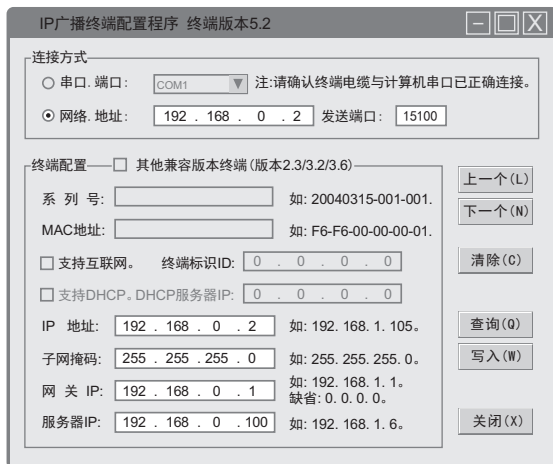 IP广播终端配置程序 终端版本5.2
连接方式
串口. 端口: COM1 注:请确认终端电缆与计算机串口已正确连接。
网络. 地址: 192 . 168 . 0 . 2 发送端口: 15100
终端配置 其他兼容版本终端(版本2.3/3.2/3.6)
上一个(L)
系 列 号: 如: 20040315-001-001.
下一个(N)
MAC地址: 如: F6-F6-00-00-00-01.
支持互联网。 终端标识ID: 0 . 0 . 0 . 0
清除(C)
支持DHCP。DHCP服务器IP: 0 . 0 . 0 . 0
IP 地址: 192 . 168 . 0 . 2 如: 192. 168. 1. 105。
查询(Q)
子网掩码: 255 . 255 . 255 . 0 如: 255. 255. 255. 0。
写入(W)
网 关 IP: 192 . 168 . 0 . 1 如: 192. 168. 1. 1。
缺省: 0. 0. 0. 0。
服务器IP: 192 . 168 . 0 . 100 如: 192. 168. 1. 6。
关闭(X)